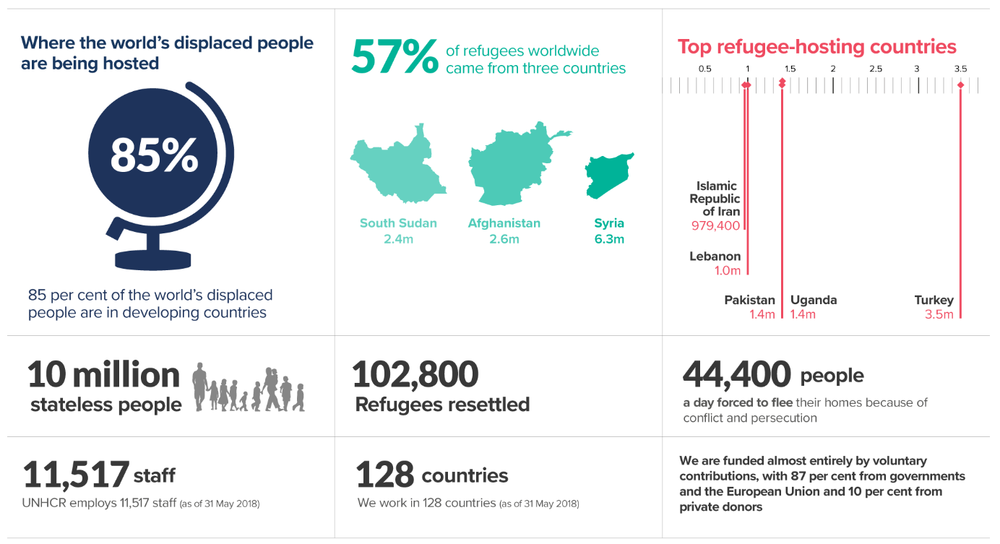 Where the world's displaced people
are being hosted
85%
85 per cent of the world's displaced
people are in developing countries
57%
of refugees worldwide
came from three countries
South Sudan
2.4m
Afghanistan
2.6m
Syria
6.3m
Top refugee-hosting countries
0.5 1 1.5 2 2.5 3 3.5
Islamic
Republic
of Iran
979,400
Lebanon
1.0m
Pakistan
1.4m
Uganda
1.4m
Turkey
3.5m
10 million
stateless people
102,800
Refugees resettled
44,400 people
a day forced to flee their homes because of
conflict and persecution
11,517 staff
UNHCR employs 11,517 staff (as of 31 May 2018)
128 countries
We work in 128 countries (as of 31 May 2018)
We are funded almost entirely by voluntary
contributions, with 87 per cent from governments
and the European Union and 10 per cent from
private donors